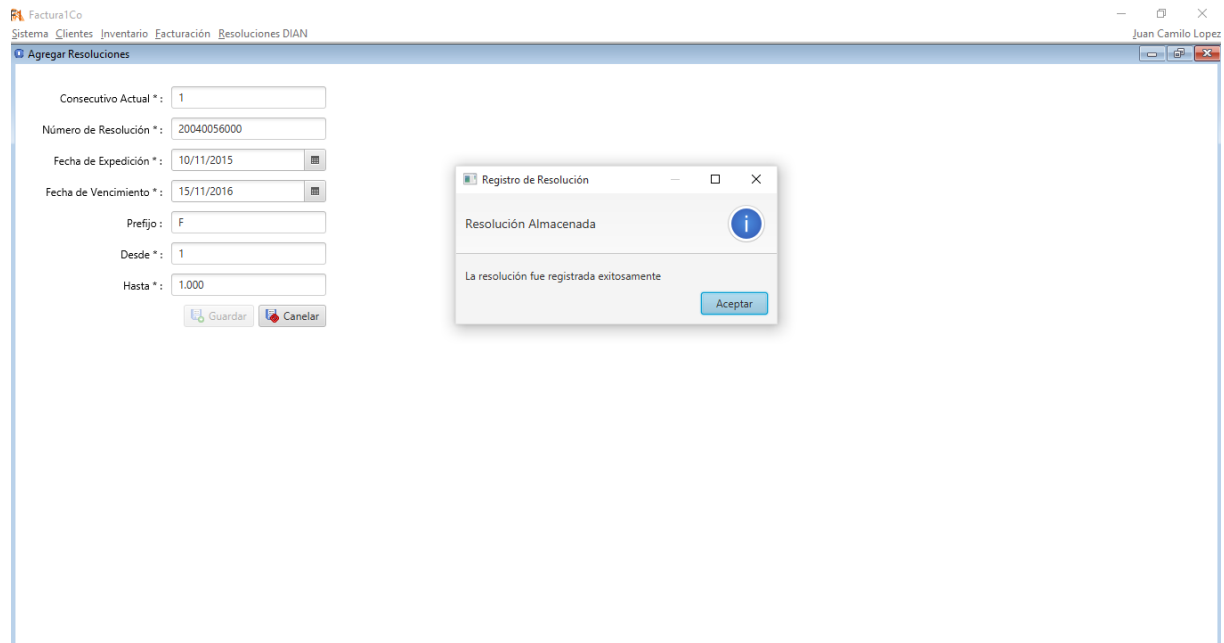 Factura1Co
Sistema Clientes Inventario Facturación Resoluciones DIAN Juan Camilo Lopez
Agregar Resoluciones
Consecutivo Actual * : 1
Número de Resolución * : 20040056000
Fecha de Expedición * : 10/11/2015
Fecha de Vencimiento * : 15/11/2016
Prefijo : F
Desde * : 1
Hasta * : 1.000
Guardar Canelar
Registro de Resolución
Resolución Almacenada
La resolución fue registrada exitosamente
Aceptar